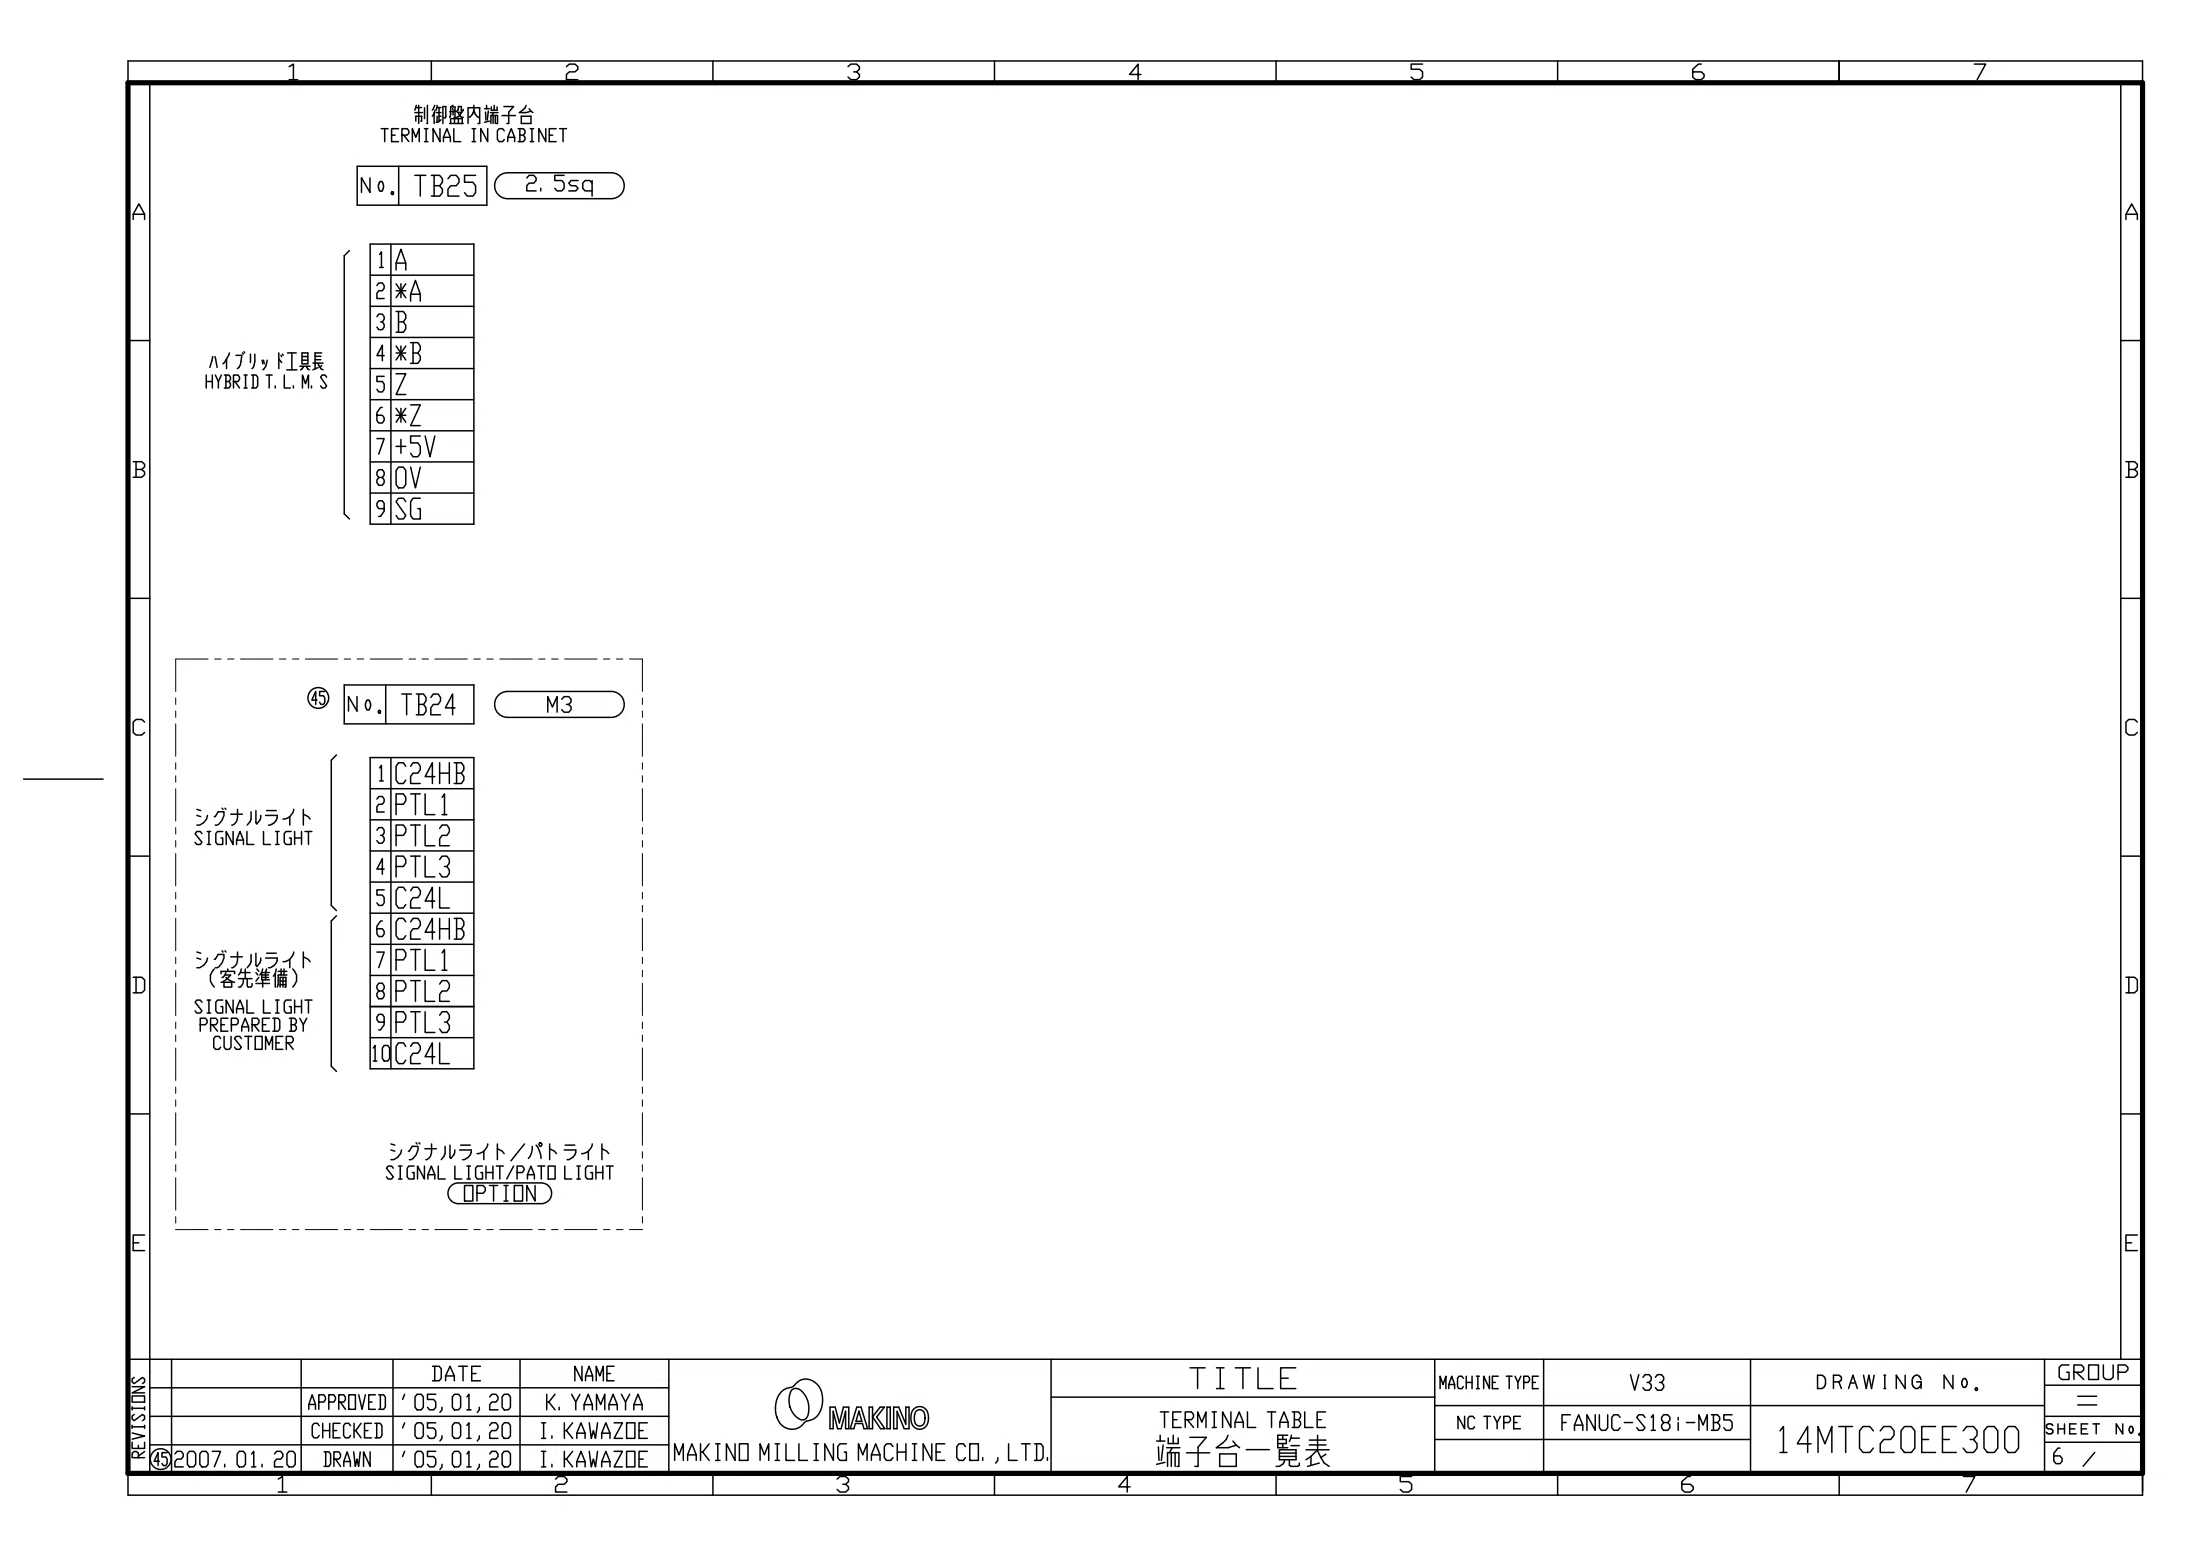 1 2 3 4 5 6 7
制御盤内端子台
TERMINAL IN CABINET
No. TB25 2.5sq
A A
1 A
2 *A
3 B
4 *B
5 Z
6 *Z
7 +5V
8 0V
9 SG
ハイブリッド工具長
HYBRID T.L.M.S
B B
㊺ No. TB24 M3
C C
1 C24HB
2 PTL1
3 PTL2
4 PTL3
5 C24L
6 C24HB
7 PTL1
8 PTL2
9 PTL3
10 C24L
シグナルライト
SIGNAL LIGHT
シグナルライト
(客先準備)
SIGNAL LIGHT
PREPARED BY
CUSTOMER
D D
シグナルライト/パトライト
SIGNAL LIGHT/PATO LIGHT
OPTION
E E
REVISIONS
㊺ 2007.01.20
DATE NAME
APPROVED '05,01,20 K.YAMAYA
CHECKED '05,01,20 I.KAWAZOE
DRAWN '05,01,20 I.KAWAZOE
MAKINO
MAKINO MILLING MACHINE CO.,LTD.
TITLE
TERMINAL TABLE
端子台一覧表
MACHINE TYPE V33
NC TYPE FANUC-S18i-MB5
DRAWING No.
14MTC20EE300
GROUP
=
SHEET No.
6 /
1 2 3 4 5 6 7